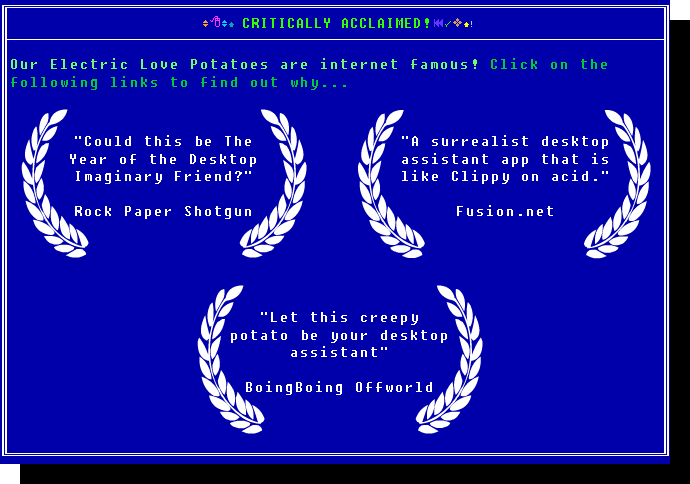 CRITICALLY ACCLAIMED!
Our Electric Love Potatoes are internet famous! Click on the
following links to find out why...
"Could this be The
Year of the Desktop
Imaginary Friend?"
Rock Paper Shotgun
"A surrealist desktop
assistant app that is
like Clippy on acid."
Fusion.net
"Let this creepy
potato be your desktop
assistant"
BoingBoing Offworld